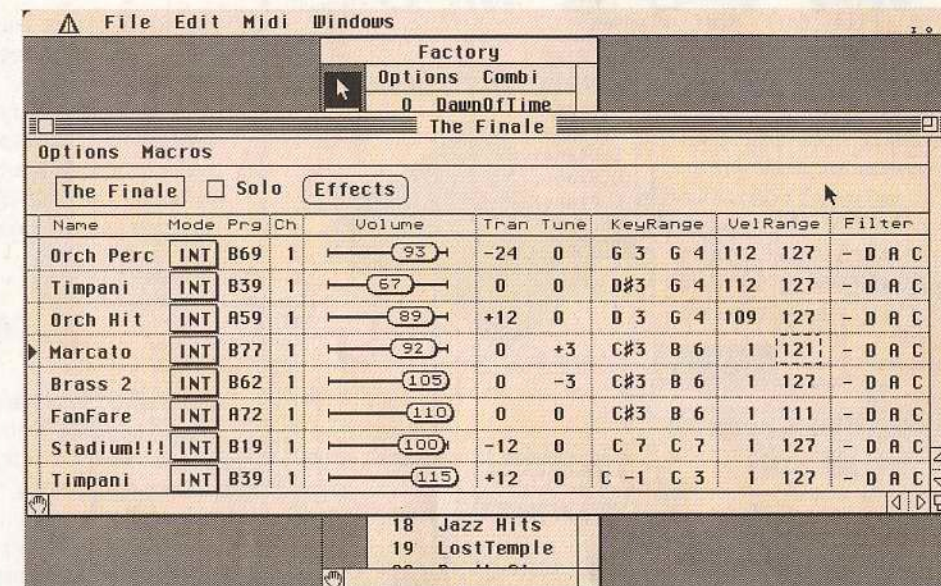 File Edit Midi Windows
Factory
Options Combi
0 DawnOfTime
The Finale
Options Macros
The Finale Solo Effects
Name Mode Prg Ch Volume Tran Tune KeyRange VelRange Filter
Orch Perc INT B69 1 93 -24 0 G 3 G 4 112 127 - D A C
Timpani INT B39 1 67 0 0 D#3 G 4 112 127 - D A C
Orch Hit INT A59 1 89 +12 0 D 3 G 4 109 127 - D A C
Marcato INT B77 1 92 0 +3 C#3 B 6 1 121 - D A C
Brass 2 INT B62 1 105 0 -3 C#3 B 6 1 127 - D A C
FanFare INT A72 1 110 0 0 C#3 B 6 1 111 - D A C
Stadium!!! INT B19 1 100 -12 0 C 7 C 7 1 127 - D A C
Timpani INT B39 1 115 +12 0 C -1 C 3 1 127 - D A C
18 Jazz Hits
19 LostTemple